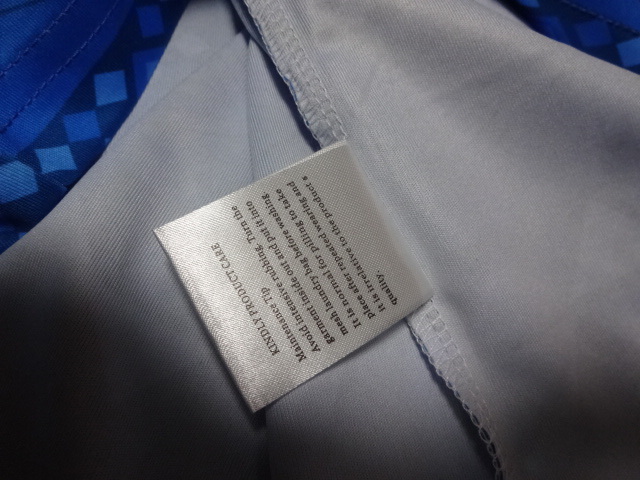 KINDLY PRODUCT CARE
Maintenance Tip
Avoid intensive rubbing. Turn the
garment inside out and put it into
mesh laundry bag before washing
It is normal for pilling to take
place after repeated wearing and
it is irrelative to the product s
quality.